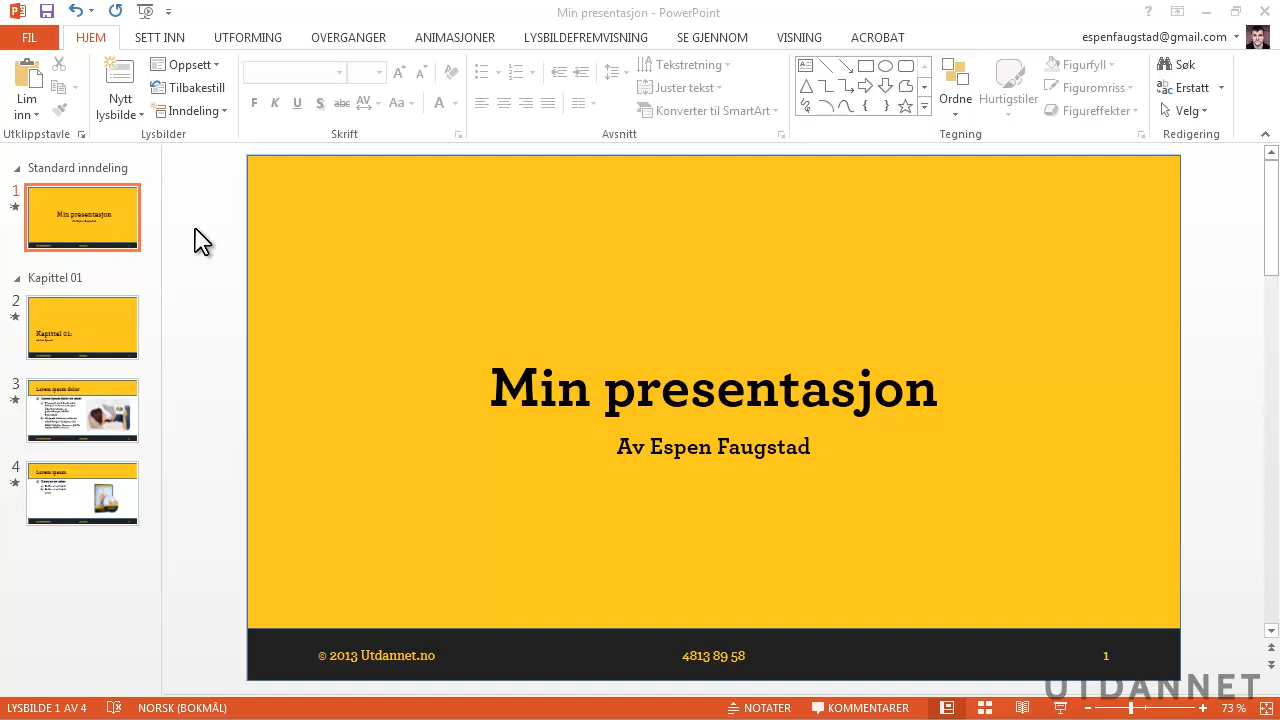 Min presentasjon - PowerPoint
FIL HJEM SETT INN UTFORMING OVERGANGER ANIMASJONER LYSBILDEFREMVISNING SE GJENNOM VISNING ACROBAT espenfaugstad@gmail.com
Lim inn
Nytt lysbilde
Oppsett
Tilbakestill
Inndeling
F K U S abc AV Aa A
Tekstretning
Juster tekst
Konverter til SmartArt
Ordne
Hurtigstiler
Figurfyll
Figuromriss
Figureffekter
Søk
Erstatt
Velg
Utklippstavle Lysbilder Skrift Avsnitt Tegning Redigering
Standard inndeling
1
Min presentasjon
Kapittel 01
2
Kapittel 01:
3
Lorem ipsum dolor
4
Lorem ipsum
Min presentasjon
Av Espen Faugstad
© 2013 Utdannet.no 4813 89 58 1
UTDANNET
LYSBILDE 1 AV 4 NORSK (BOKMÅL) NOTATER KOMMENTARER 73 %